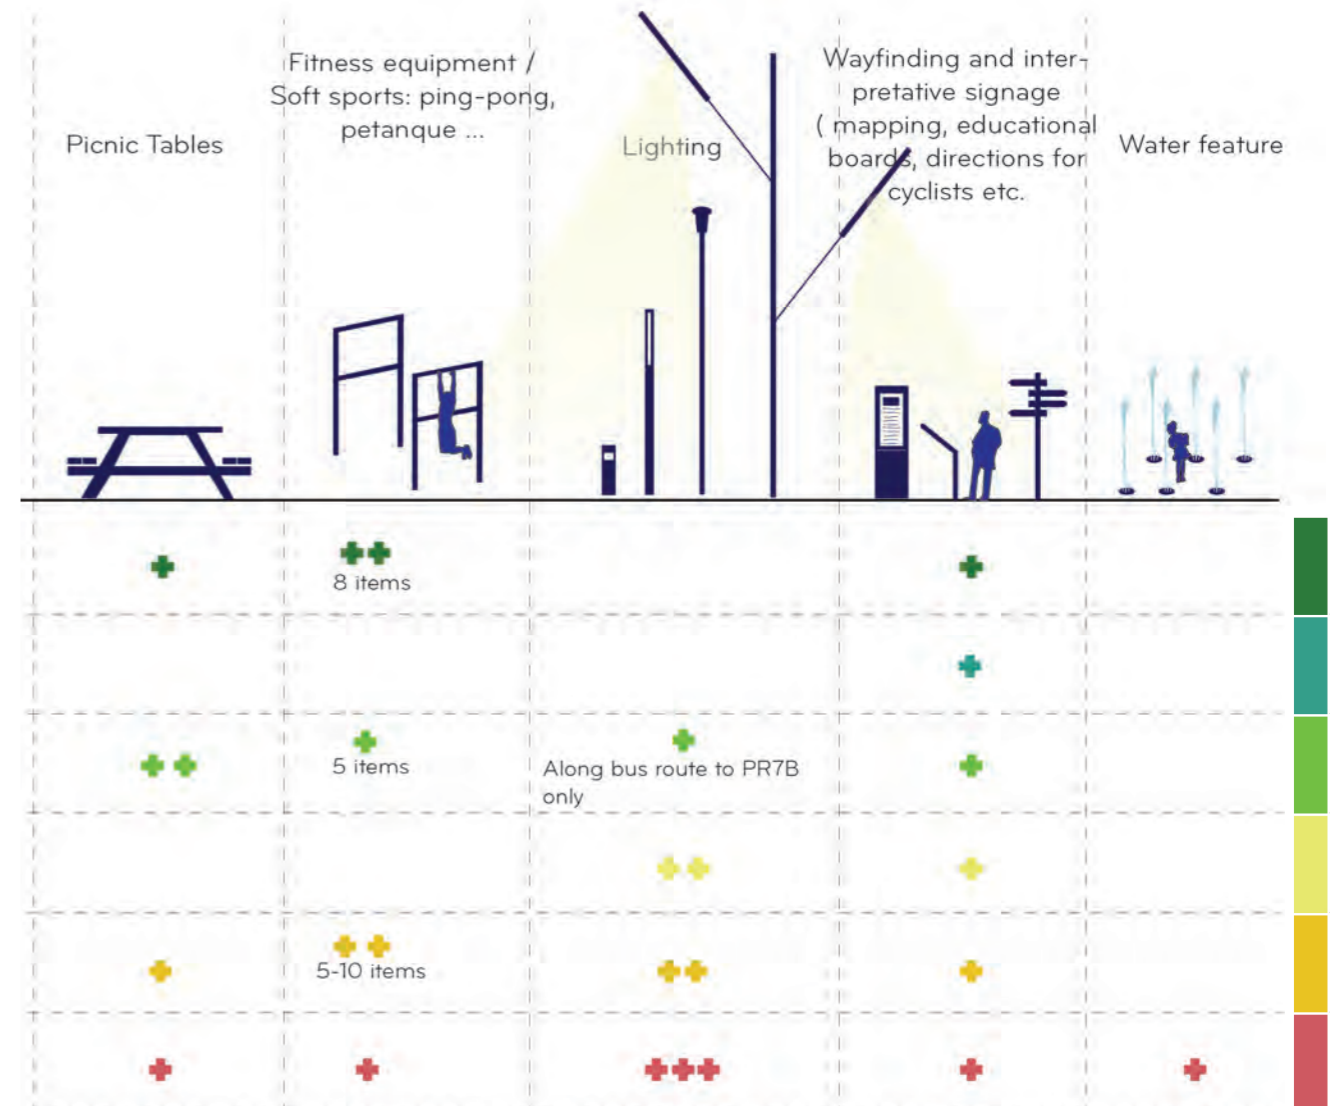 Picnic Tables
Fitness equipment /
Soft sports: ping-pong,
petanque ...
Lighting
Wayfinding and inter-
pretative signage
( mapping, educational
boards, directions for
cyclists etc.
Water feature
8 items
5 items
Along bus route to PR7B
only
5-10 items